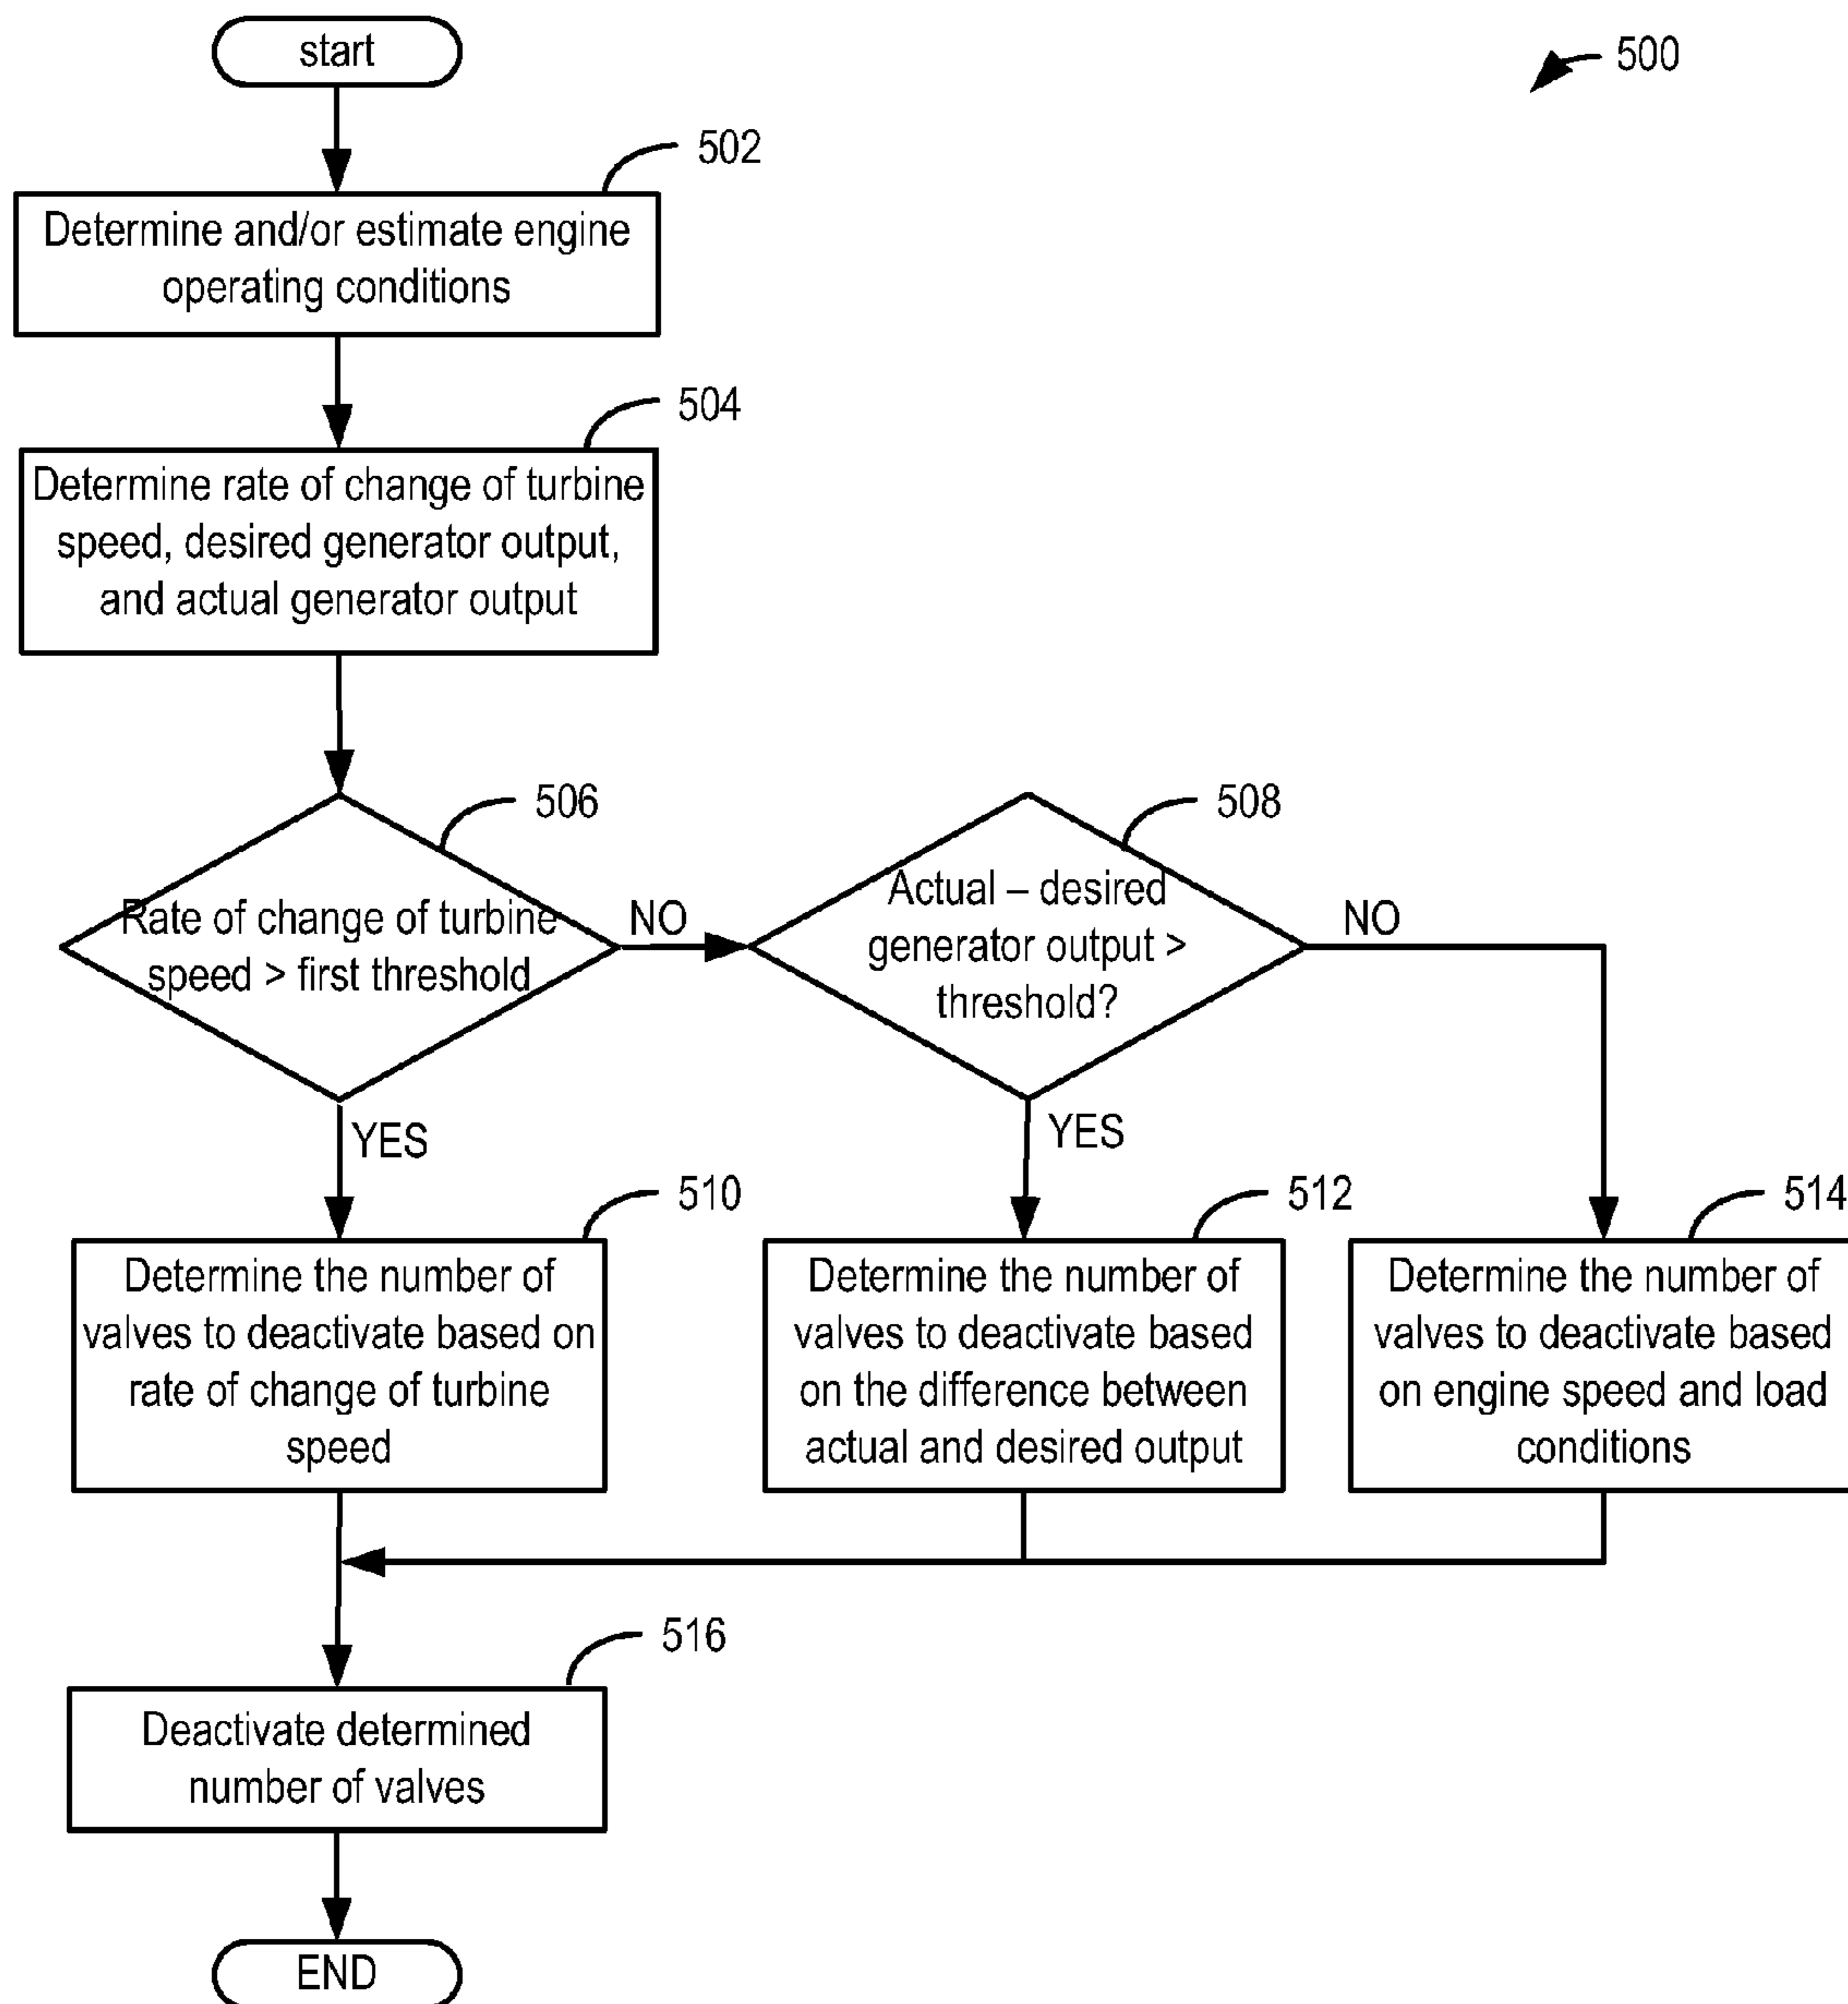 start
500
502
Determine and/or estimate engine
operating conditions
504
Determine rate of change of turbine
speed, desired generator output,
and actual generator output
506
Rate of change of turbine
speed > first threshold
NO
508
Actual – desired
generator output >
threshold?
NO
YES
YES
510
Determine the number of
valves to deactivate based on
rate of change of turbine
speed
512
Determine the number of
valves to deactivate based
on the difference between
actual and desired output
514
Determine the number of
valves to deactivate based
on engine speed and load
conditions
516
Deactivate determined
number of valves
END